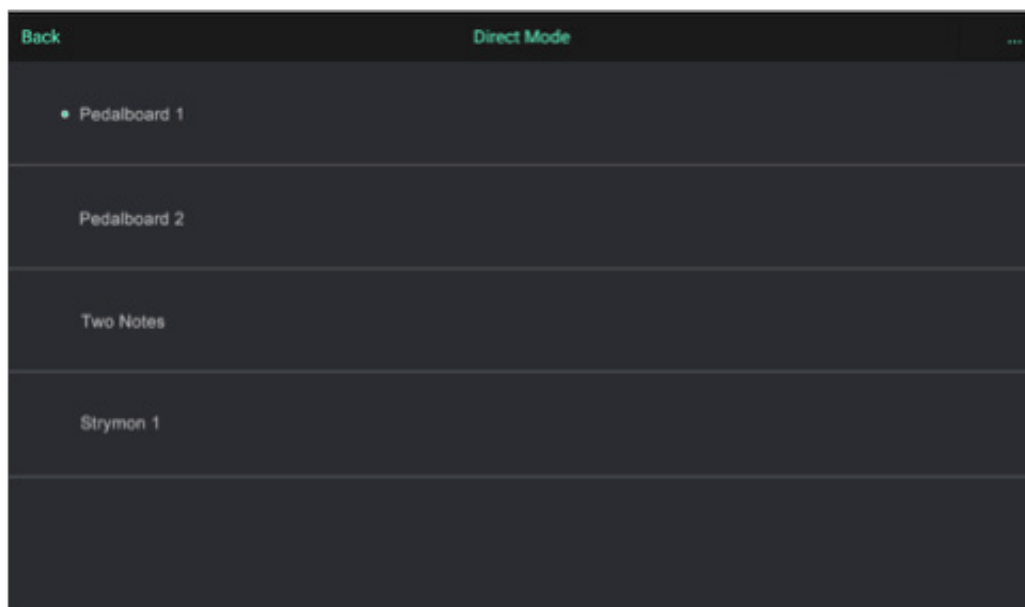 Back Direct Mode ...
Pedalboard 1
Pedalboard 2
Two Notes
Strymon 1